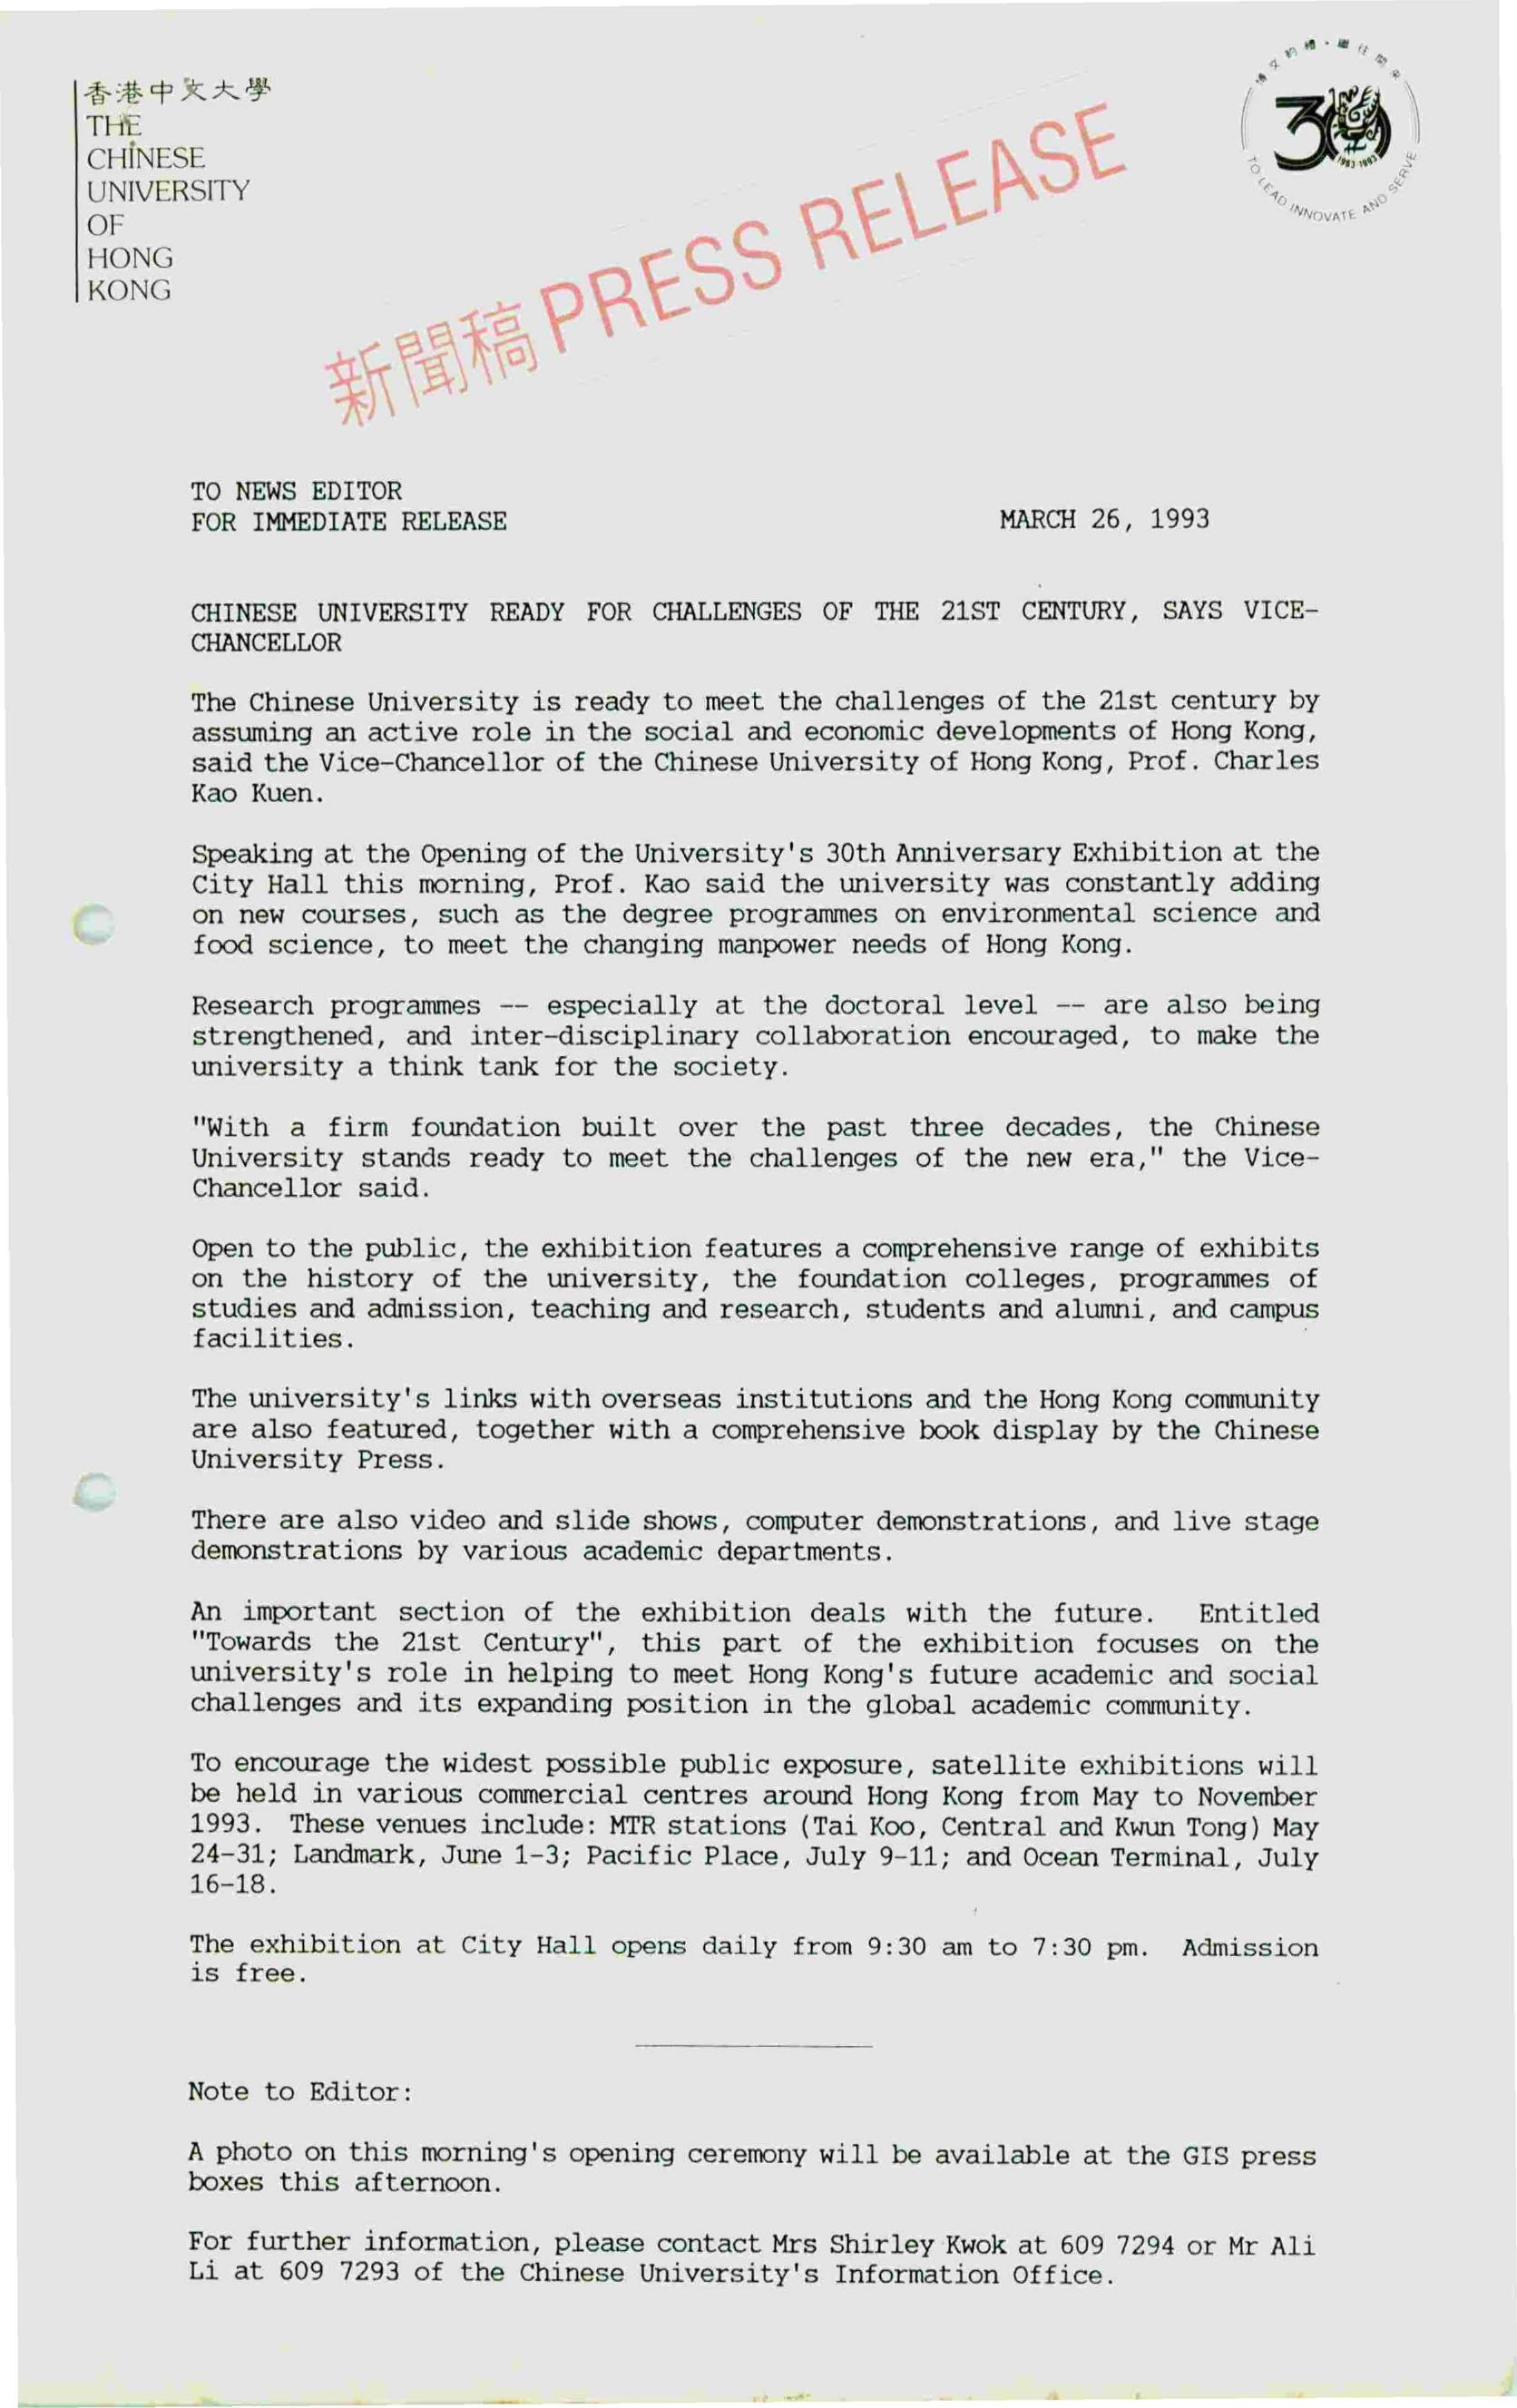 香港中文大學
THE
CHINESE
UNIVERSITY
OF
HONG
KONG
博文約禮·繼往開來
30
1963-1993
TO LEAD INNOVATE AND SERVE
新聞稿 PRESS RELEASE
TO NEWS EDITOR
FOR IMMEDIATE RELEASE MARCH 26, 1993
CHINESE UNIVERSITY READY FOR CHALLENGES OF THE 21ST CENTURY, SAYS VICE-
CHANCELLOR
The Chinese University is ready to meet the challenges of the 21st century by
assuming an active role in the social and economic developments of Hong Kong,
said the Vice-Chancellor of the Chinese University of Hong Kong, Prof. Charles
Kao Kuen.
Speaking at the Opening of the University's 30th Anniversary Exhibition at the
City Hall this morning, Prof. Kao said the university was constantly adding
on new courses, such as the degree programmes on environmental science and
food science, to meet the changing manpower needs of Hong Kong.
Research programmes -- especially at the doctoral level -- are also being
strengthened, and inter-disciplinary collaboration encouraged, to make the
university a think tank for the society.
"With a firm foundation built over the past three decades, the Chinese
University stands ready to meet the challenges of the new era," the Vice-
Chancellor said.
Open to the public, the exhibition features a comprehensive range of exhibits
on the history of the university, the foundation colleges, programmes of
studies and admission, teaching and research, students and alumni, and campus
facilities.
The university's links with overseas institutions and the Hong Kong community
are also featured, together with a comprehensive book display by the Chinese
University Press.
There are also video and slide shows, computer demonstrations, and live stage
demonstrations by various academic departments.
An important section of the exhibition deals with the future. Entitled
"Towards the 21st Century", this part of the exhibition focuses on the
university's role in helping to meet Hong Kong's future academic and social
challenges and its expanding position in the global academic community.
To encourage the widest possible public exposure, satellite exhibitions will
be held in various commercial centres around Hong Kong from May to November
1993. These venues include: MTR stations (Tai Koo, Central and Kwun Tong) May
24-31; Landmark, June 1-3; Pacific Place, July 9-11; and Ocean Terminal, July
16-18.
The exhibition at City Hall opens daily from 9:30 am to 7:30 pm. Admission
is free.
Note to Editor:
A photo on this morning's opening ceremony will be available at the GIS press
boxes this afternoon.
For further information, please contact Mrs Shirley Kwok at 609 7294 or Mr Ali
Li at 609 7293 of the Chinese University's Information Office.